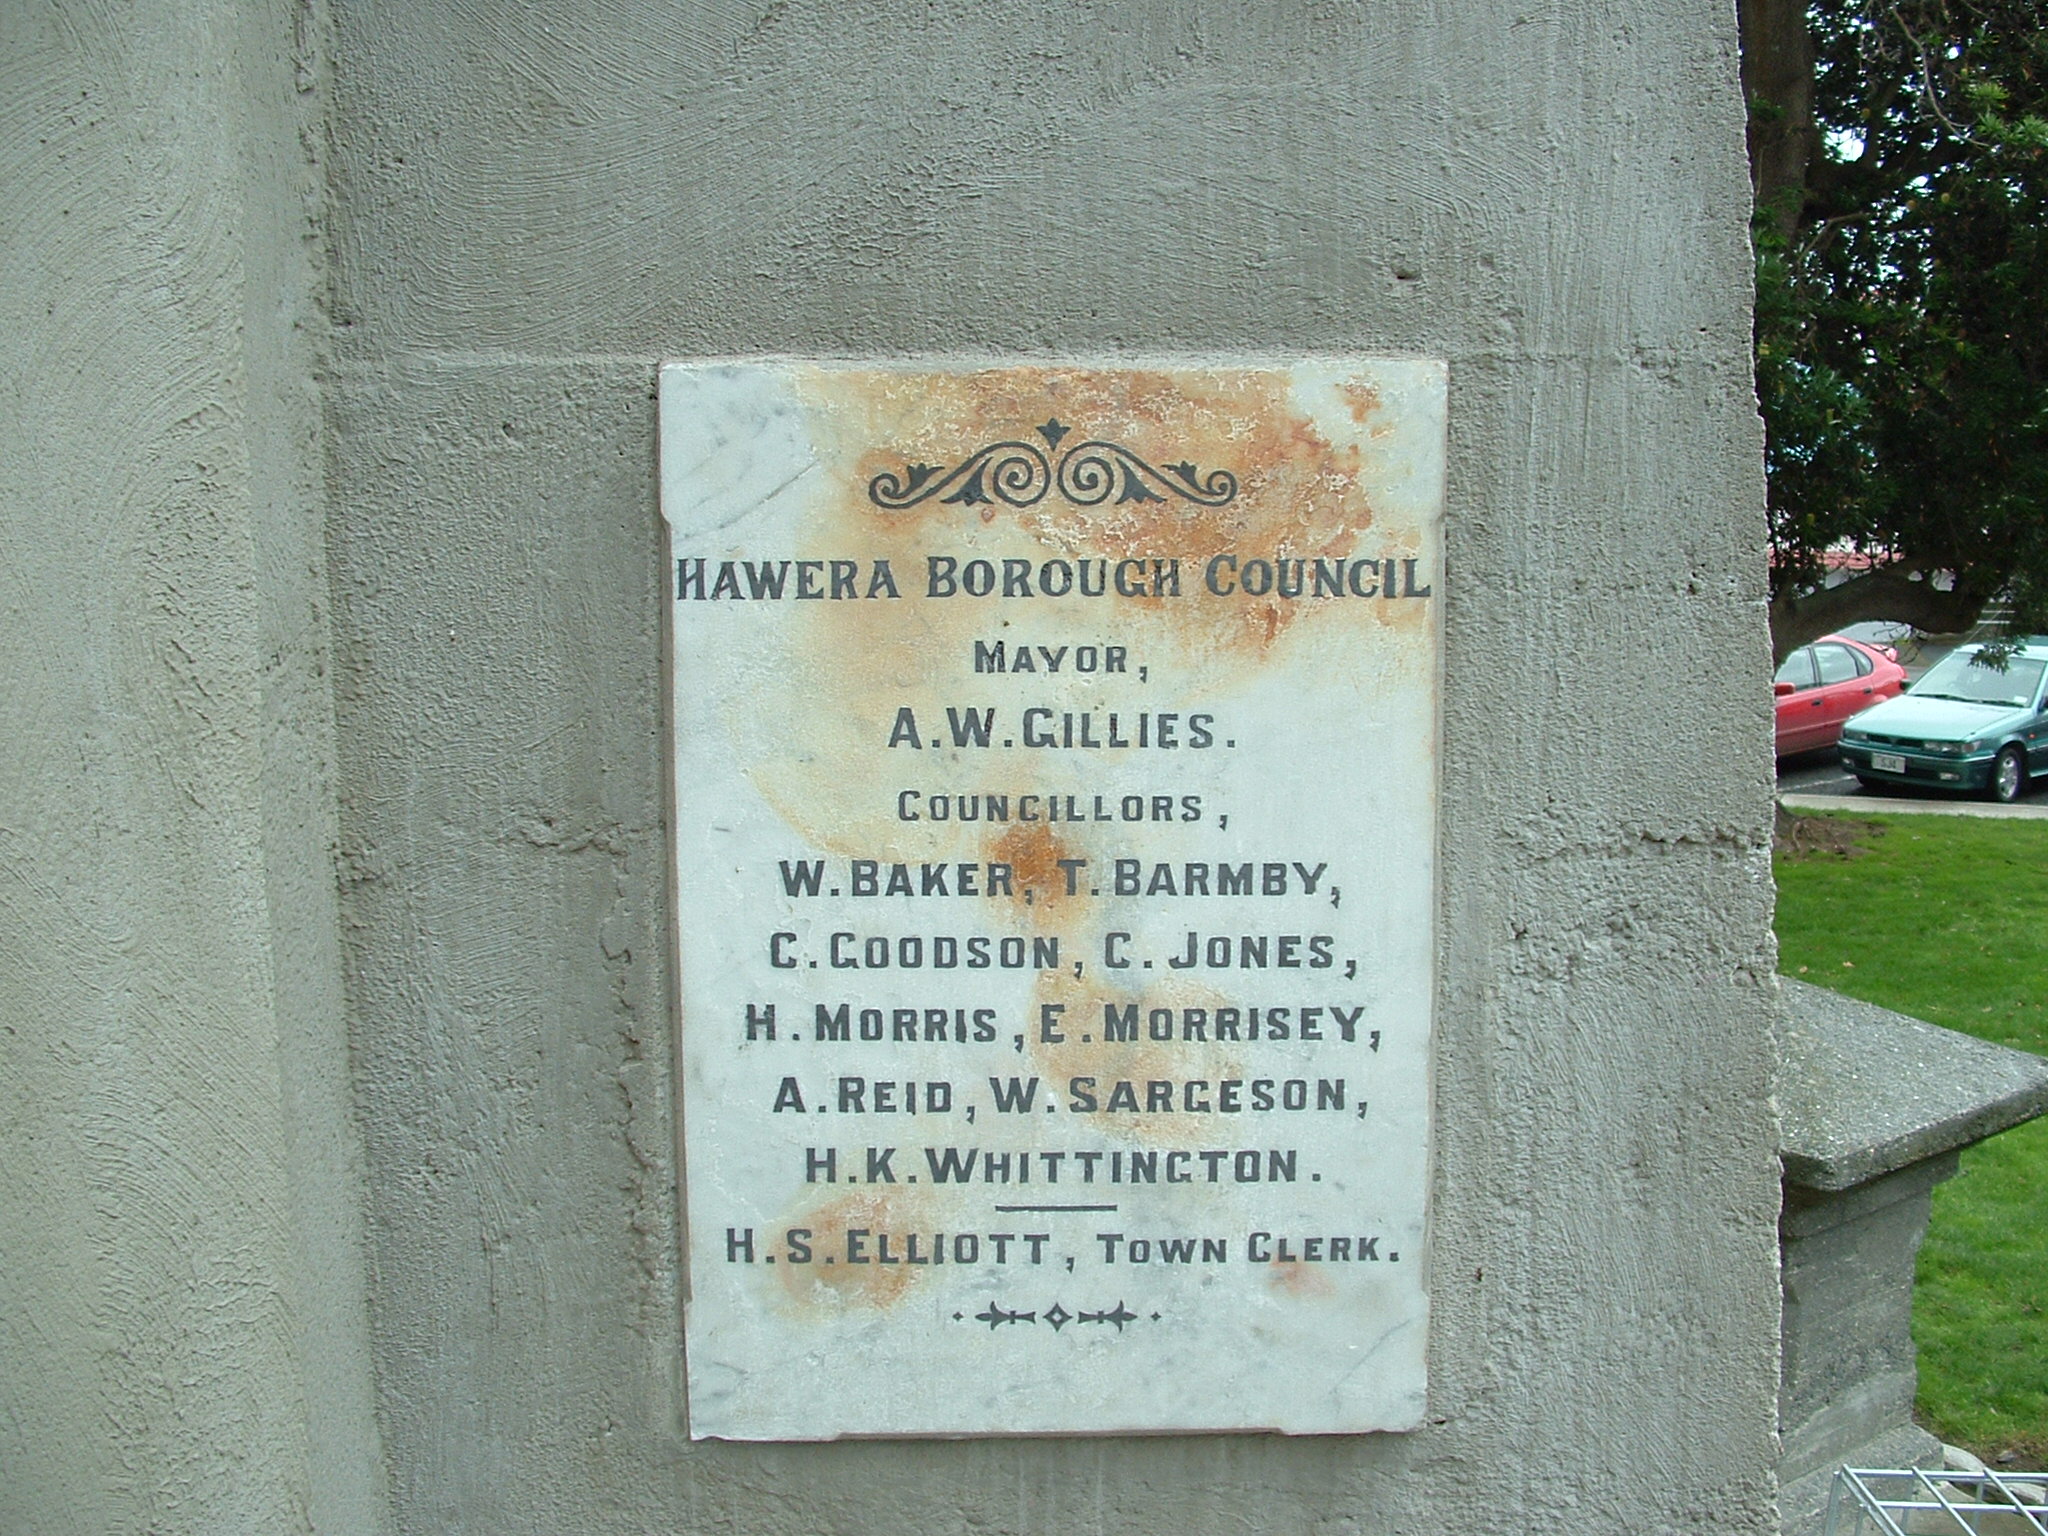 HAWERA BOROUGH COUNCIL
MAYOR,
A.W.GILLIES.
COUNCILLORS,
W.BAKER, T.BARMBY,
C.GOODSON, C.JONES,
H.MORRIS, E.MORRISEY,
A.REID, W.SARGESON,
H.K.WHITTINGTON.
H.S.ELLIOTT, TOWN CLERK.